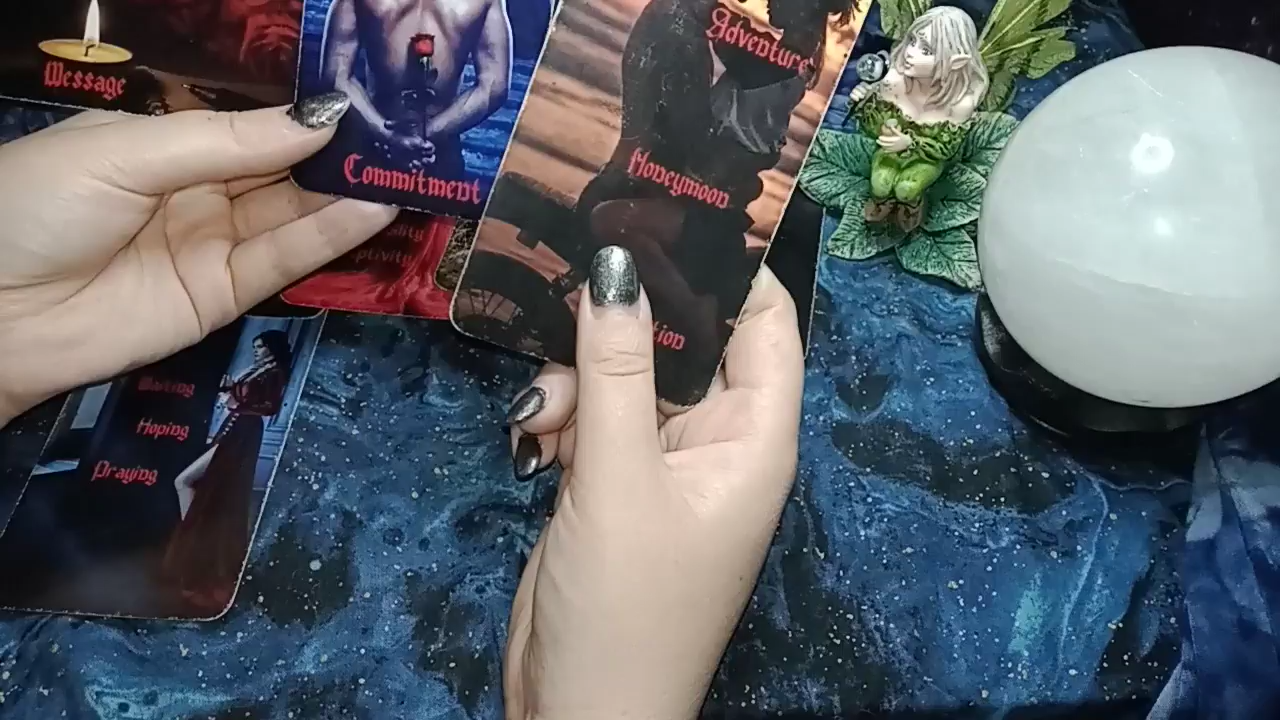 Message
Commitment
Adventure
Honeymoon
Waiting
Hoping
Praying